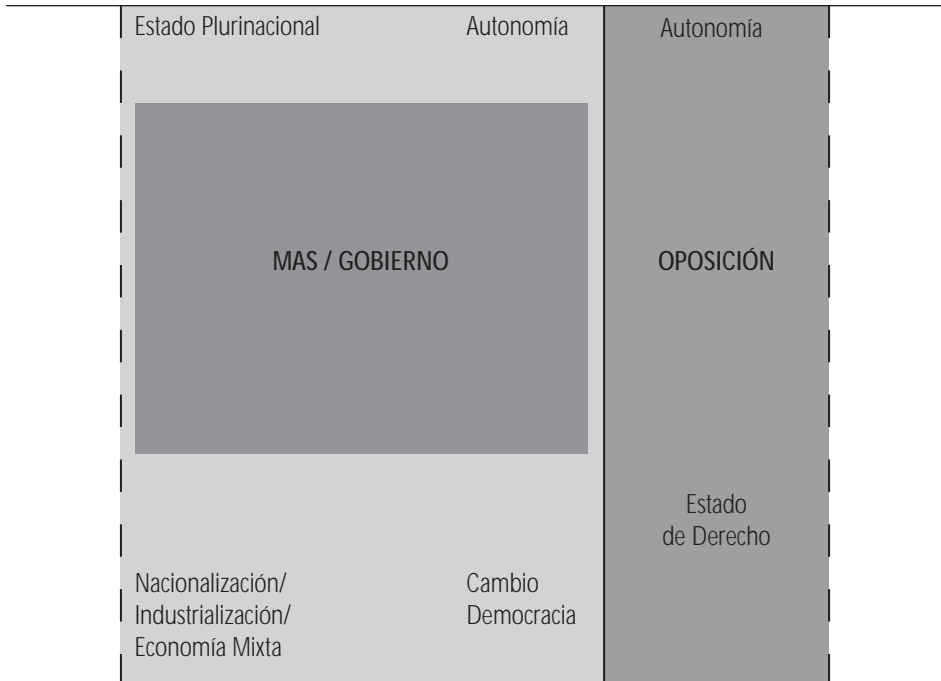 Estado Plurinacional
Autonomía
Autonomía
MAS / GOBIERNO
OPOSICIÓN
Estado
de Derecho
Nacionalización/
Industrialización/
Economía Mixta
Cambio
Democracia